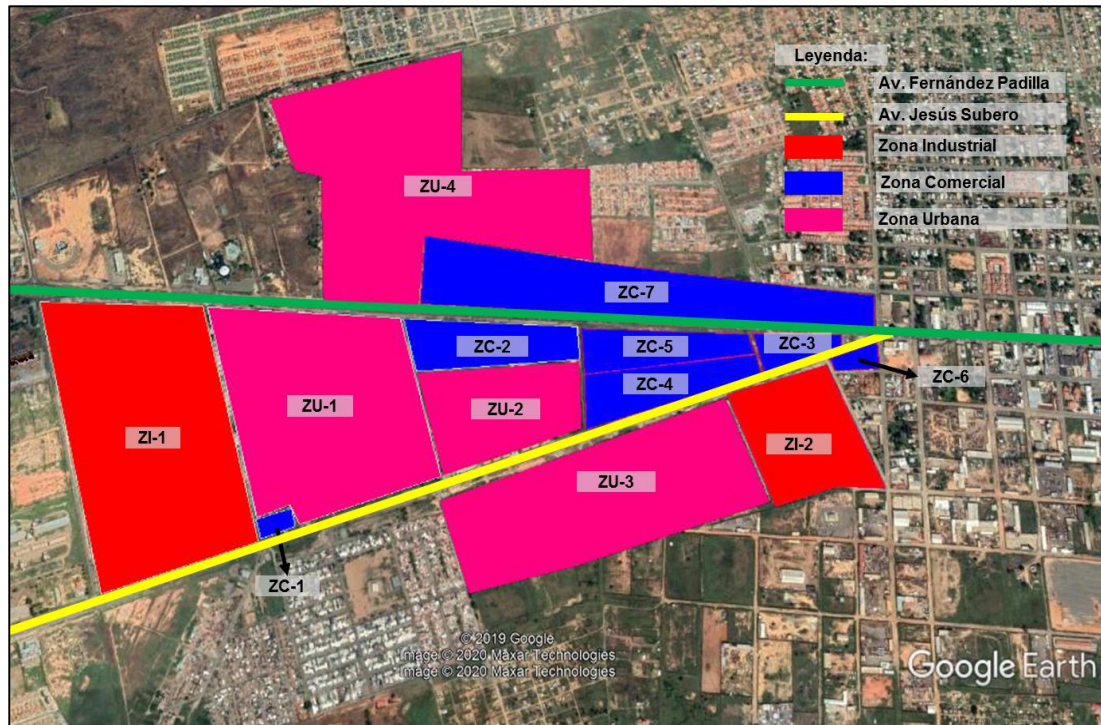 Leyenda:
Av. Fernández Padilla
Av. Jesús Subero
Zona Industrial
Zona Comercial
Zona Urbana
ZU-4
ZC-7
ZC-2
ZC-5
ZC-3
ZC-4
ZC-6
ZU-1
ZU-2
ZI-1
ZI-2
ZU-3
ZC-1
© 2019 Google
Image © 2020 Maxar Technologies
Image © 2020 Maxar Technologies
Google Earth